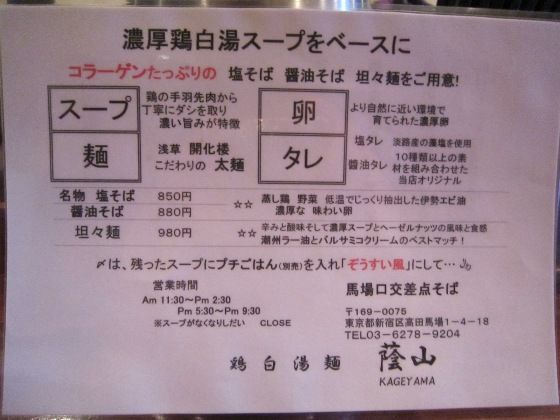 濃厚鶏白湯スープをベースに
コラーゲンたっぷりの 塩そば 醤油そば 坦々麺をご用意!
スープ
鶏の手羽先肉から
丁寧にダシを取り
濃い旨みが特徴
卵
より自然に近い環境で
育てられた濃厚卵
麺
浅草 開化楼
こだわりの 太麺
タレ
塩タレ 淡路産の藻塩を使用
醤油タレ 10種類以上の素
材を組み合わせた
当店オリジナル
名物 塩そば 850円
醤油そば 880円
☆☆ 蒸し鶏 野菜 低温でじっくり抽出した伊勢エビ油
濃厚な 味わい卵
坦々麺 980円
☆☆ 辛みと酸味そして濃厚スープとヘーゼルナッツの風味と食感
潮州ラー油とバルサミコクリームのベストマッチ!
〆は、残ったスープにプチごはん(別売)を入れ「ぞうすい風」にして…
営業時間
Am 11:30~Pm 2:30
Pm 5:30~Pm 9:30
※スープがなくなりしだい CLOSE
馬場口交差点そば
〒169-0075
東京都新宿区高田馬場1-4-18
TEL03-6278-9204
鶏白湯麺 蔭山
KAGEYAMA